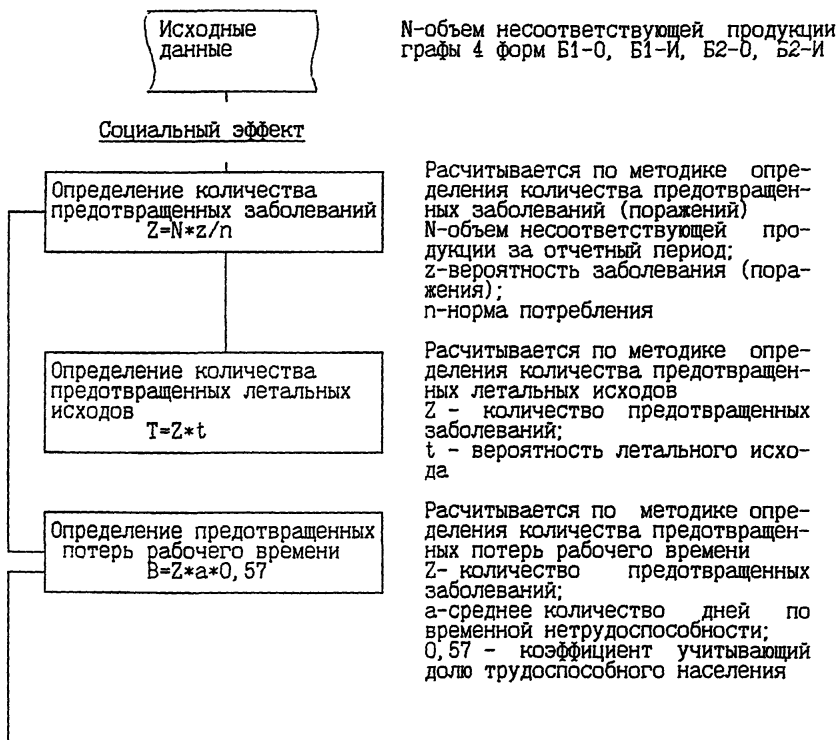 Исходные
данные
N-объем несоответствующей продукции
графы 4 форм Б1-О, Б1-И, Б2-О, Б2-И
Социальный эффект
Определение количества
предотвращенных заболеваний
Z=N*z/n
Расчитывается по методике опре-
деления количества предотвращен-
ных заболеваний (поражений)
N-объем несоответствующей про-
дукции за отчетный период;
z-вероятность заболевания (пора-
жения);
n-норма потребления
Определение количества
предотвращенных летальных
исходов
T=Z*t
Расчитывается по методике опре-
деления количества предотвращен-
ных летальных исходов
Z - количество предотвращенных
заболеваний;
t - вероятность летального исхо-
да
Определение предотвращенных
потерь рабочего времени
B=Z*a*0,57
Расчитывается по методике опре-
деления количества предотвращен-
ных потерь рабочего времени
Z- количество предотвращенных
заболеваний;
а-среднее количество дней по
временной нетрудоспособности;
0,57 - коэффициент учитывающий
долю трудоспособного населения